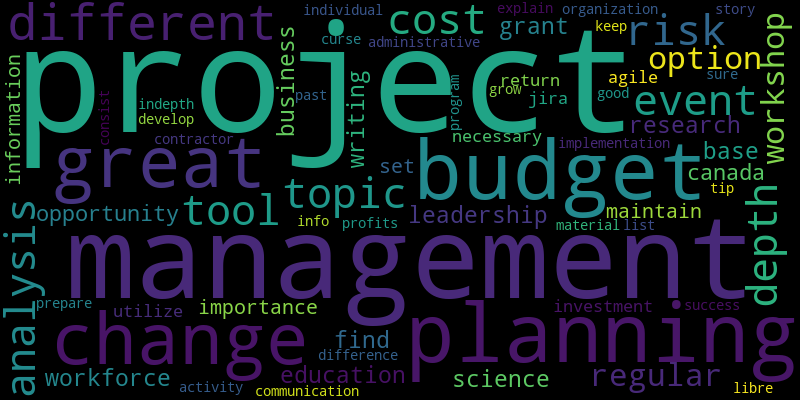 different
individual
explain
organization
story
curse
cost
grant
keep
risk
administrative
project
business
option
workshop
information
past
indepth
develop
consist
contractor
writing
program
return
grow
jira
agile
good
sure
event
necessary
research
implementation
great
topic
set
budget
base
canada
tip
depth
opportunity
tool
info
profits
leadership
maintain
material
list
analysis
management
prepare
utilize
importance
investment
success
change
find
difference
planning
workforce
activity
education
communication
science
regular
libre